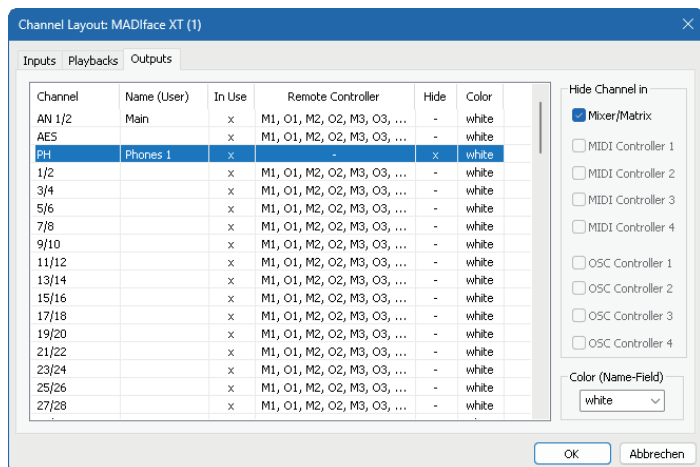 Channel Layout: MADIface XT (1)
Inputs Playbacks Outputs
Channel Name (User) In Use Remote Controller Hide Color
AN 1/2 Main x M1, O1, M2, O2, M3, O3, ... - white
AES x M1, O1, M2, O2, M3, O3, ... - white
PH Phones 1 x - x white
1/2 x M1, O1, M2, O2, M3, O3, ... - white
3/4 x M1, O1, M2, O2, M3, O3, ... - white
5/6 x M1, O1, M2, O2, M3, O3, ... - white
7/8 x M1, O1, M2, O2, M3, O3, ... - white
9/10 x M1, O1, M2, O2, M3, O3, ... - white
11/12 x M1, O1, M2, O2, M3, O3, ... - white
13/14 x M1, O1, M2, O2, M3, O3, ... - white
15/16 x M1, O1, M2, O2, M3, O3, ... - white
17/18 x M1, O1, M2, O2, M3, O3, ... - white
19/20 x M1, O1, M2, O2, M3, O3, ... - white
21/22 x M1, O1, M2, O2, M3, O3, ... - white
23/24 x M1, O1, M2, O2, M3, O3, ... - white
25/26 x M1, O1, M2, O2, M3, O3, ... - white
27/28 x M1, O1, M2, O2, M3, O3, ... - white
Hide Channel in
Mixer/Matrix
MIDI Controller 1
MIDI Controller 2
MIDI Controller 3
MIDI Controller 4
OSC Controller 1
OSC Controller 2
OSC Controller 3
OSC Controller 4
Color (Name-Field)
white
OK Abbrechen